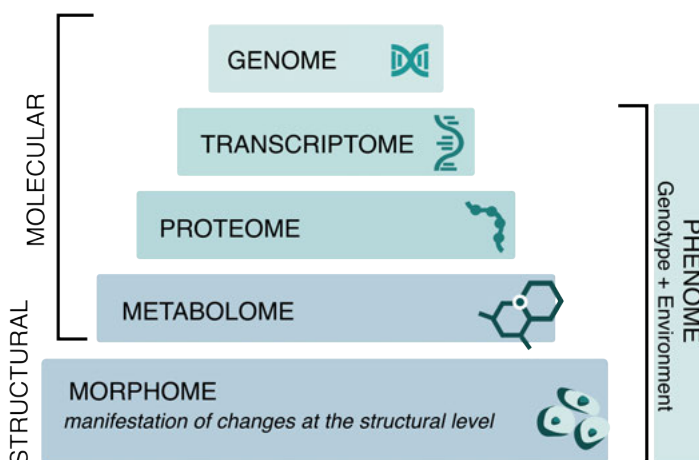 MOLECULAR
GENOME
TRANSCRIPTOME
PROTEOME
METABOLOME
STRUCTURAL
MORPHOME
manifestation of changes at the structural level
PHENOME
Genotype + Environment